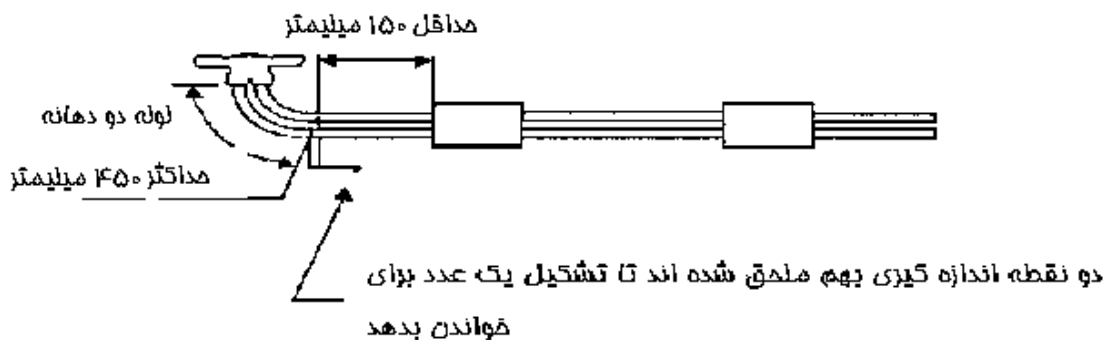 حداقل ۱۵۰ میلیمتر
لوله دو دهانه
حداکثر ۴۵۰ میلیمتر
دو نقطه اندازه گیری بهم ملحق شده اند تا تشکیل یک عدد برای
خواندن بدهد